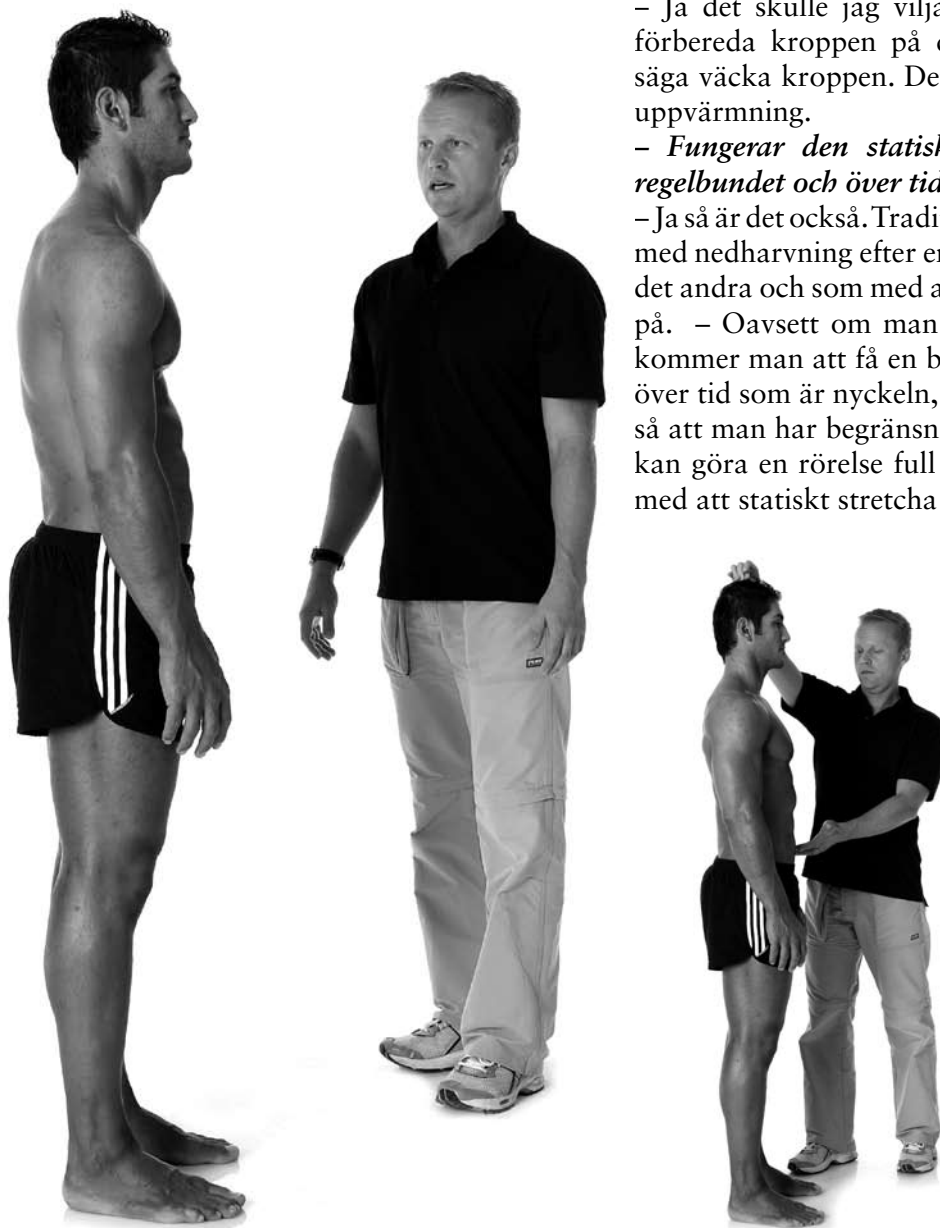 – Ja det skulle jag vilja
förbereda kroppen på
säga väcka kroppen. De
uppvärmning.
– Fungerar den statisk
regelbundet och över tid
– Ja så är det också. Tradi
med nedharvning efter en
det andra och som med a
på. – Oavsett om man
kommer man att få en b
över tid som är nyckeln,
så att man har begränsn
kan göra en rörelse full
med att statiskt stretcha